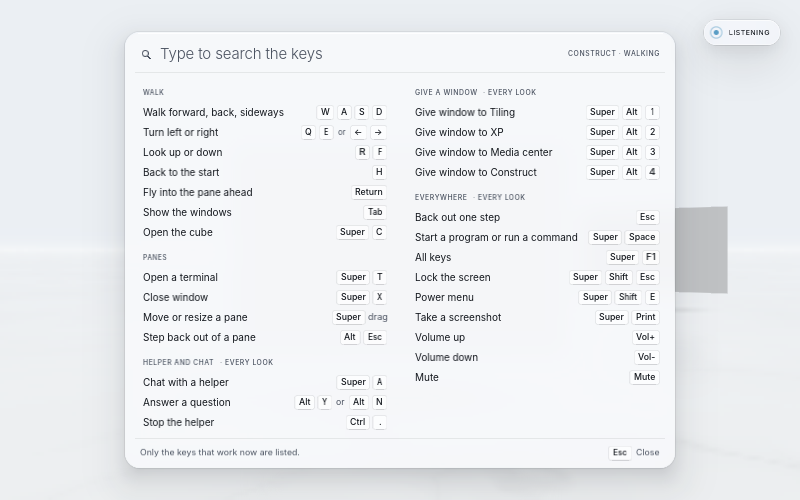 Type to search the keys
CONSTRUCT · WALKING
LISTENING
WALK
Walk forward, back, sideways W A S D
Turn left or right Q E or ← →
Look up or down R F
Back to the start H
Fly into the pane ahead Return
Show the windows Tab
Open the cube Super C
PANES
Open a terminal Super T
Close window Super X
Move or resize a pane Super drag
Step back out of a pane Alt Esc
HELPER AND CHAT · EVERY LOOK
Chat with a helper Super A
Answer a question Alt Y or Alt N
Stop the helper Ctrl .
GIVE A WINDOW · EVERY LOOK
Give window to Tiling Super Alt 1
Give window to XP Super Alt 2
Give window to Media center Super Alt 3
Give window to Construct Super Alt 4
EVERYWHERE · EVERY LOOK
Back out one step Esc
Start a program or run a command Super Space
All keys Super F1
Lock the screen Super Shift Esc
Power menu Super Shift E
Take a screenshot Super Print
Volume up Vol+
Volume down Vol-
Mute Mute
Only the keys that work now are listed.
Esc Close